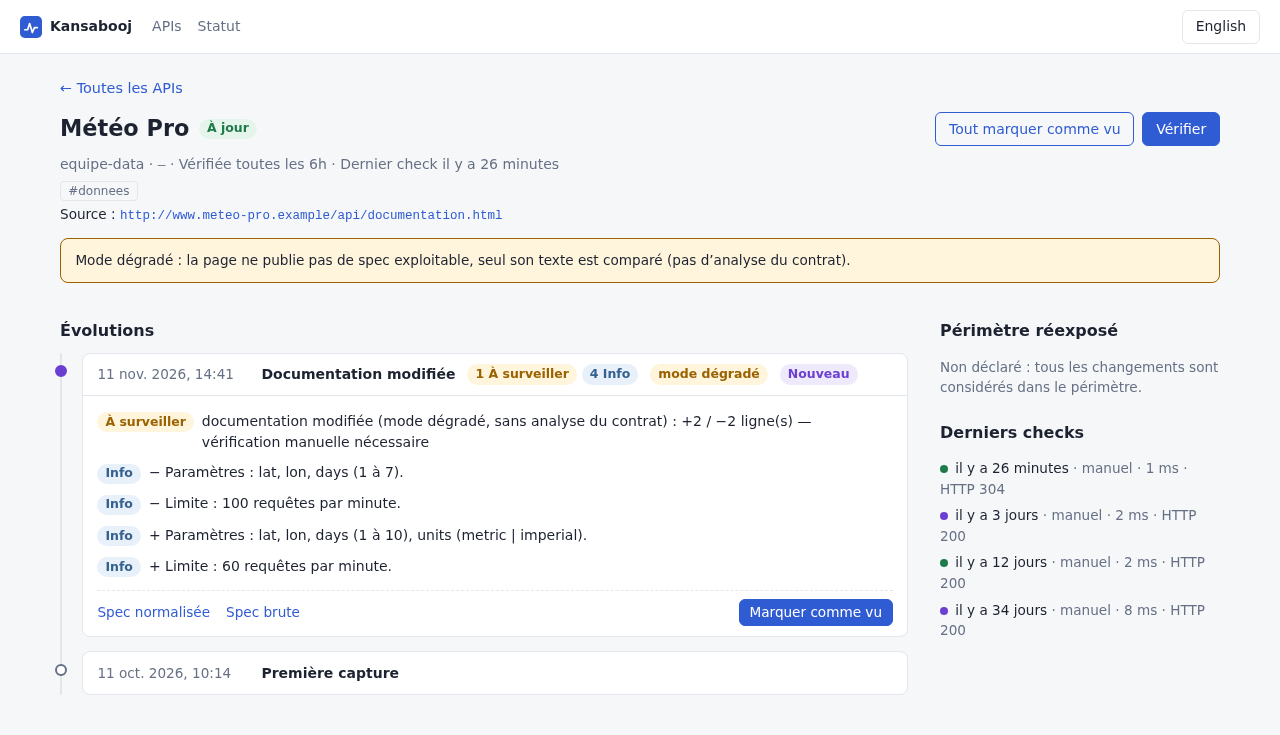 Kansabooj APIs Statut English
← Toutes les APIs
Météo Pro À jour Tout marquer comme vu Vérifier
equipe-data · – · Vérifiée toutes les 6h · Dernier check il y a 26 minutes
#donnees
Source : http://www.meteo-pro.example/api/documentation.html
Mode dégradé : la page ne publie pas de spec exploitable, seul son texte est comparé (pas d’analyse du contrat).
Évolutions
11 nov. 2026, 14:41 Documentation modifiée 1 À surveiller 4 Info mode dégradé Nouveau
À surveiller documentation modifiée (mode dégradé, sans analyse du contrat) : +2 / −2 ligne(s) —
vérification manuelle nécessaire
Info − Paramètres : lat, lon, days (1 à 7).
Info − Limite : 100 requêtes par minute.
Info + Paramètres : lat, lon, days (1 à 10), units (metric | imperial).
Info + Limite : 60 requêtes par minute.
Spec normalisée Spec brute Marquer comme vu
11 oct. 2026, 10:14 Première capture
Périmètre réexposé
Non déclaré : tous les changements sont
considérés dans le périmètre.
Derniers checks
il y a 26 minutes · manuel · 1 ms ·
HTTP 304
il y a 3 jours · manuel · 2 ms · HTTP
200
il y a 12 jours · manuel · 2 ms · HTTP
200
il y a 34 jours · manuel · 8 ms · HTTP
200